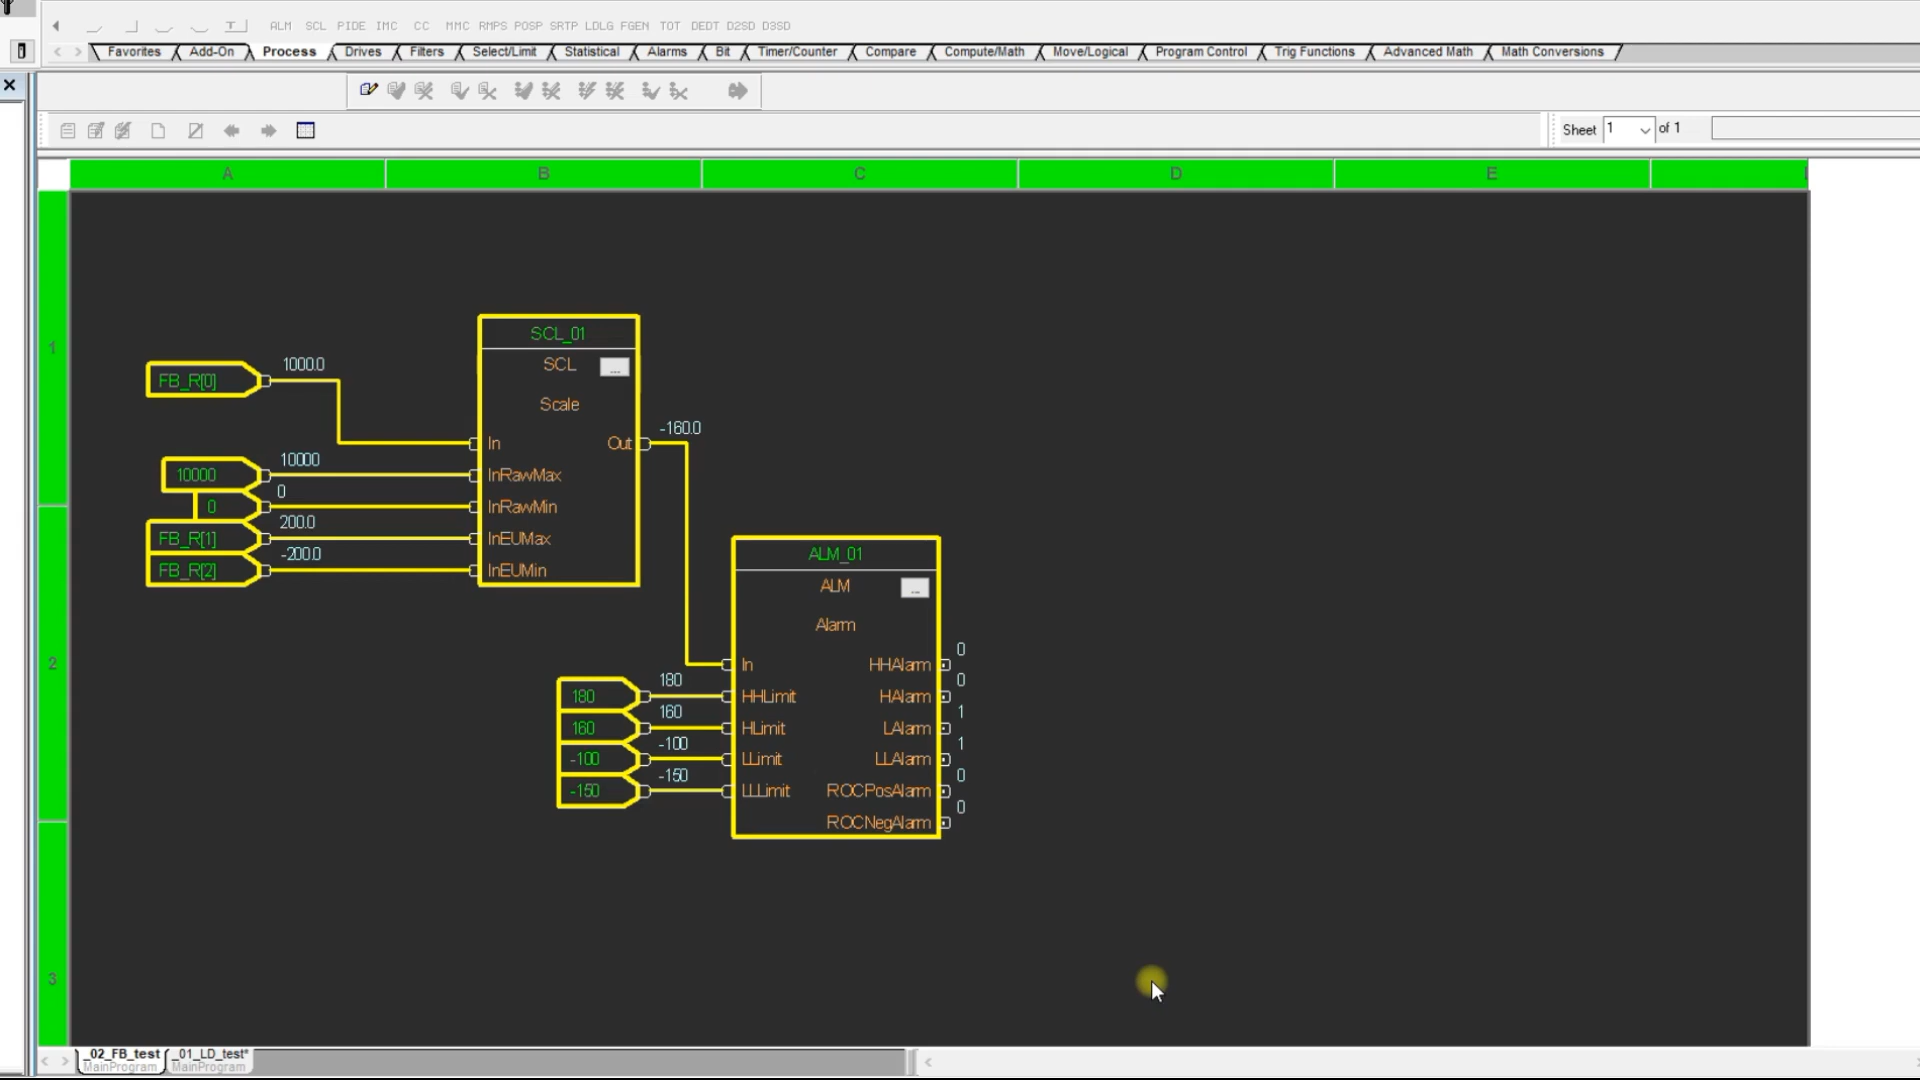 ALM SCL PIDE IMC CC MMC RMPS POSP SRTP LDLG FGEN TOT DEDT D2SD D3SD
Favorites Add-On Process Drives Filters Select/Limit Statistical Alarms Bit Timer/Counter Compare Compute/Math Move/Logical Program Control Trig Functions Advanced Math Math Conversions
Sheet 1 of 1
A B C D E
1
SCL_01
SCL ...
Scale
FB_R[0] 1000.0
In Out -160.0
10000 10000 InRawMax
0 0 InRawMin
FB_R[1] 200.0 InEUMax
FB_R[2] -200.0 InEUMin
2
ALM_01
ALM ...
Alarm
In HHAlarm 0
180 180 HHLimit HAlarm 0
160 160 HLimit LAlarm 1
-100 -100 LLimit LLAlarm 1
-150 -150 LLLimit ROCPosAlarm 0
ROCNegAlarm 0
3
_02_FB_test _01_LD_test*
MainProgram MainProgram